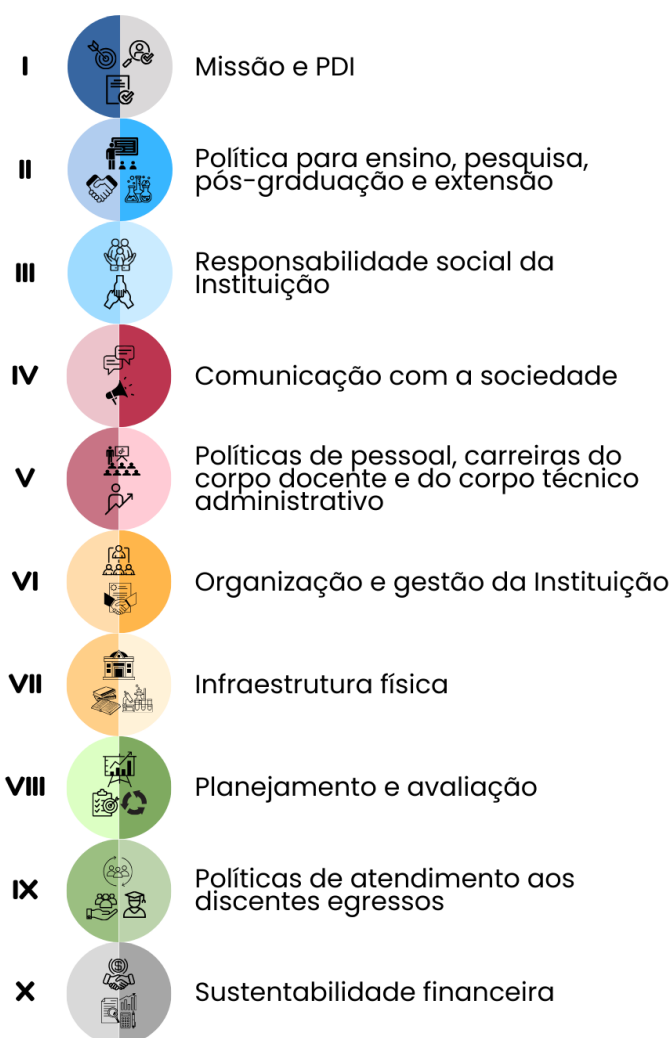 I
Missão e PDI
II
Política para ensino, pesquisa,
pós-graduação e extensão
III
Responsabilidade social da
Instituição
IV
Comunicação com a sociedade
V
Políticas de pessoal, carreiras do
corpo docente e do corpo técnico
administrativo
VI
Organização e gestão da Instituição
VII
Infraestrutura física
VIII
Planejamento e avaliação
IX
Políticas de atendimento aos
discentes egressos
X
Sustentabilidade financeira